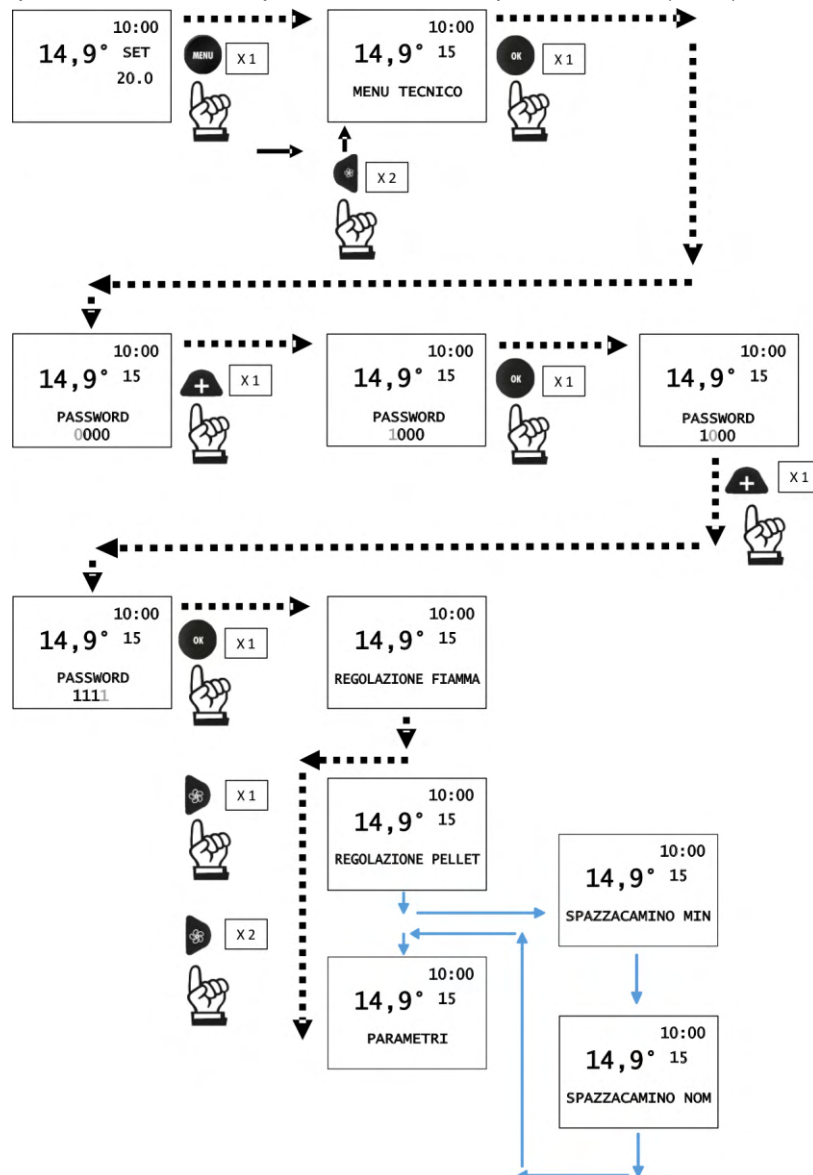 10:00
14,9° SET
20.0
MENU
X 1
10:00
14,9° 15
MENU TECNICO
OK
X 1
X 2
10:00
14,9° 15
PASSWORD
0000
+
X 1
10:00
14,9° 15
PASSWORD
1000
OK
X 1
10:00
14,9° 15
PASSWORD
1000
+
X 1
10:00
14,9° 15
PASSWORD
1111
OK
X 1
10:00
14,9° 15
REGOLAZIONE FIAMMA
X 1
10:00
14,9° 15
REGOLAZIONE PELLET
10:00
14,9° 15
SPAZZACAMINO MIN
X 2
10:00
14,9° 15
PARAMETRI
10:00
14,9° 15
SPAZZACAMINO NOM